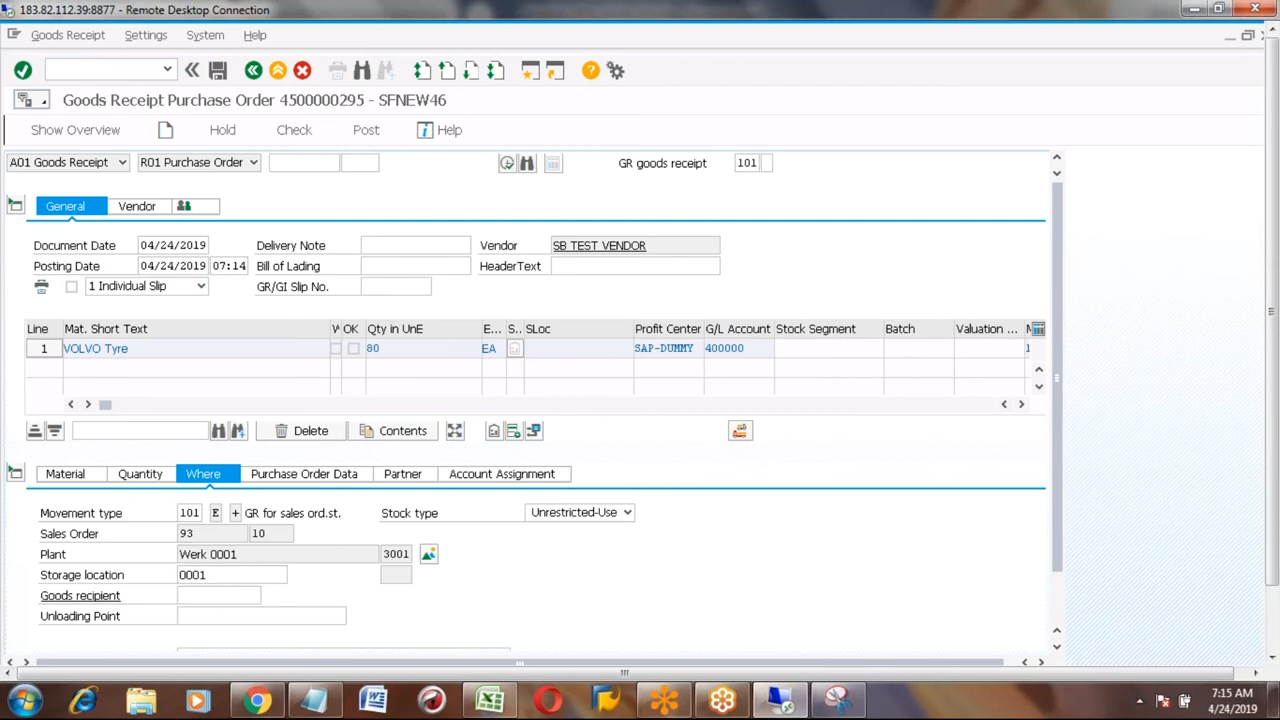 183.82.112.39:8877 - Remote Desktop Connection
Goods Receipt Settings System Help
Goods Receipt Purchase Order 4500000295 - SFNEW46
Show Overview Hold Check Post Help
A01 Goods Receipt R01 Purchase Order GR goods receipt 101
General Vendor
Document Date 04/24/2019 Delivery Note Vendor SB TEST VENDOR
Posting Date 04/24/2019 07:14 Bill of Lading HeaderText
1 Individual Slip GR/GI Slip No.
Line Mat. Short Text OK Qty in UnE E... S.. SLoc Profit Center G/L Account Stock Segment Batch Valuation ...
1 VOLVO Tyre 80 EA SAP-DUMMY 400000
Delete Contents
Material Quantity Where Purchase Order Data Partner Account Assignment
Movement type 101 E + GR for sales ord.st. Stock type Unrestricted-Use
Sales Order 93 10
Plant Werk 0001 3001
Storage location 0001
Goods recipient
Unloading Point
7:15 AM
4/24/2019